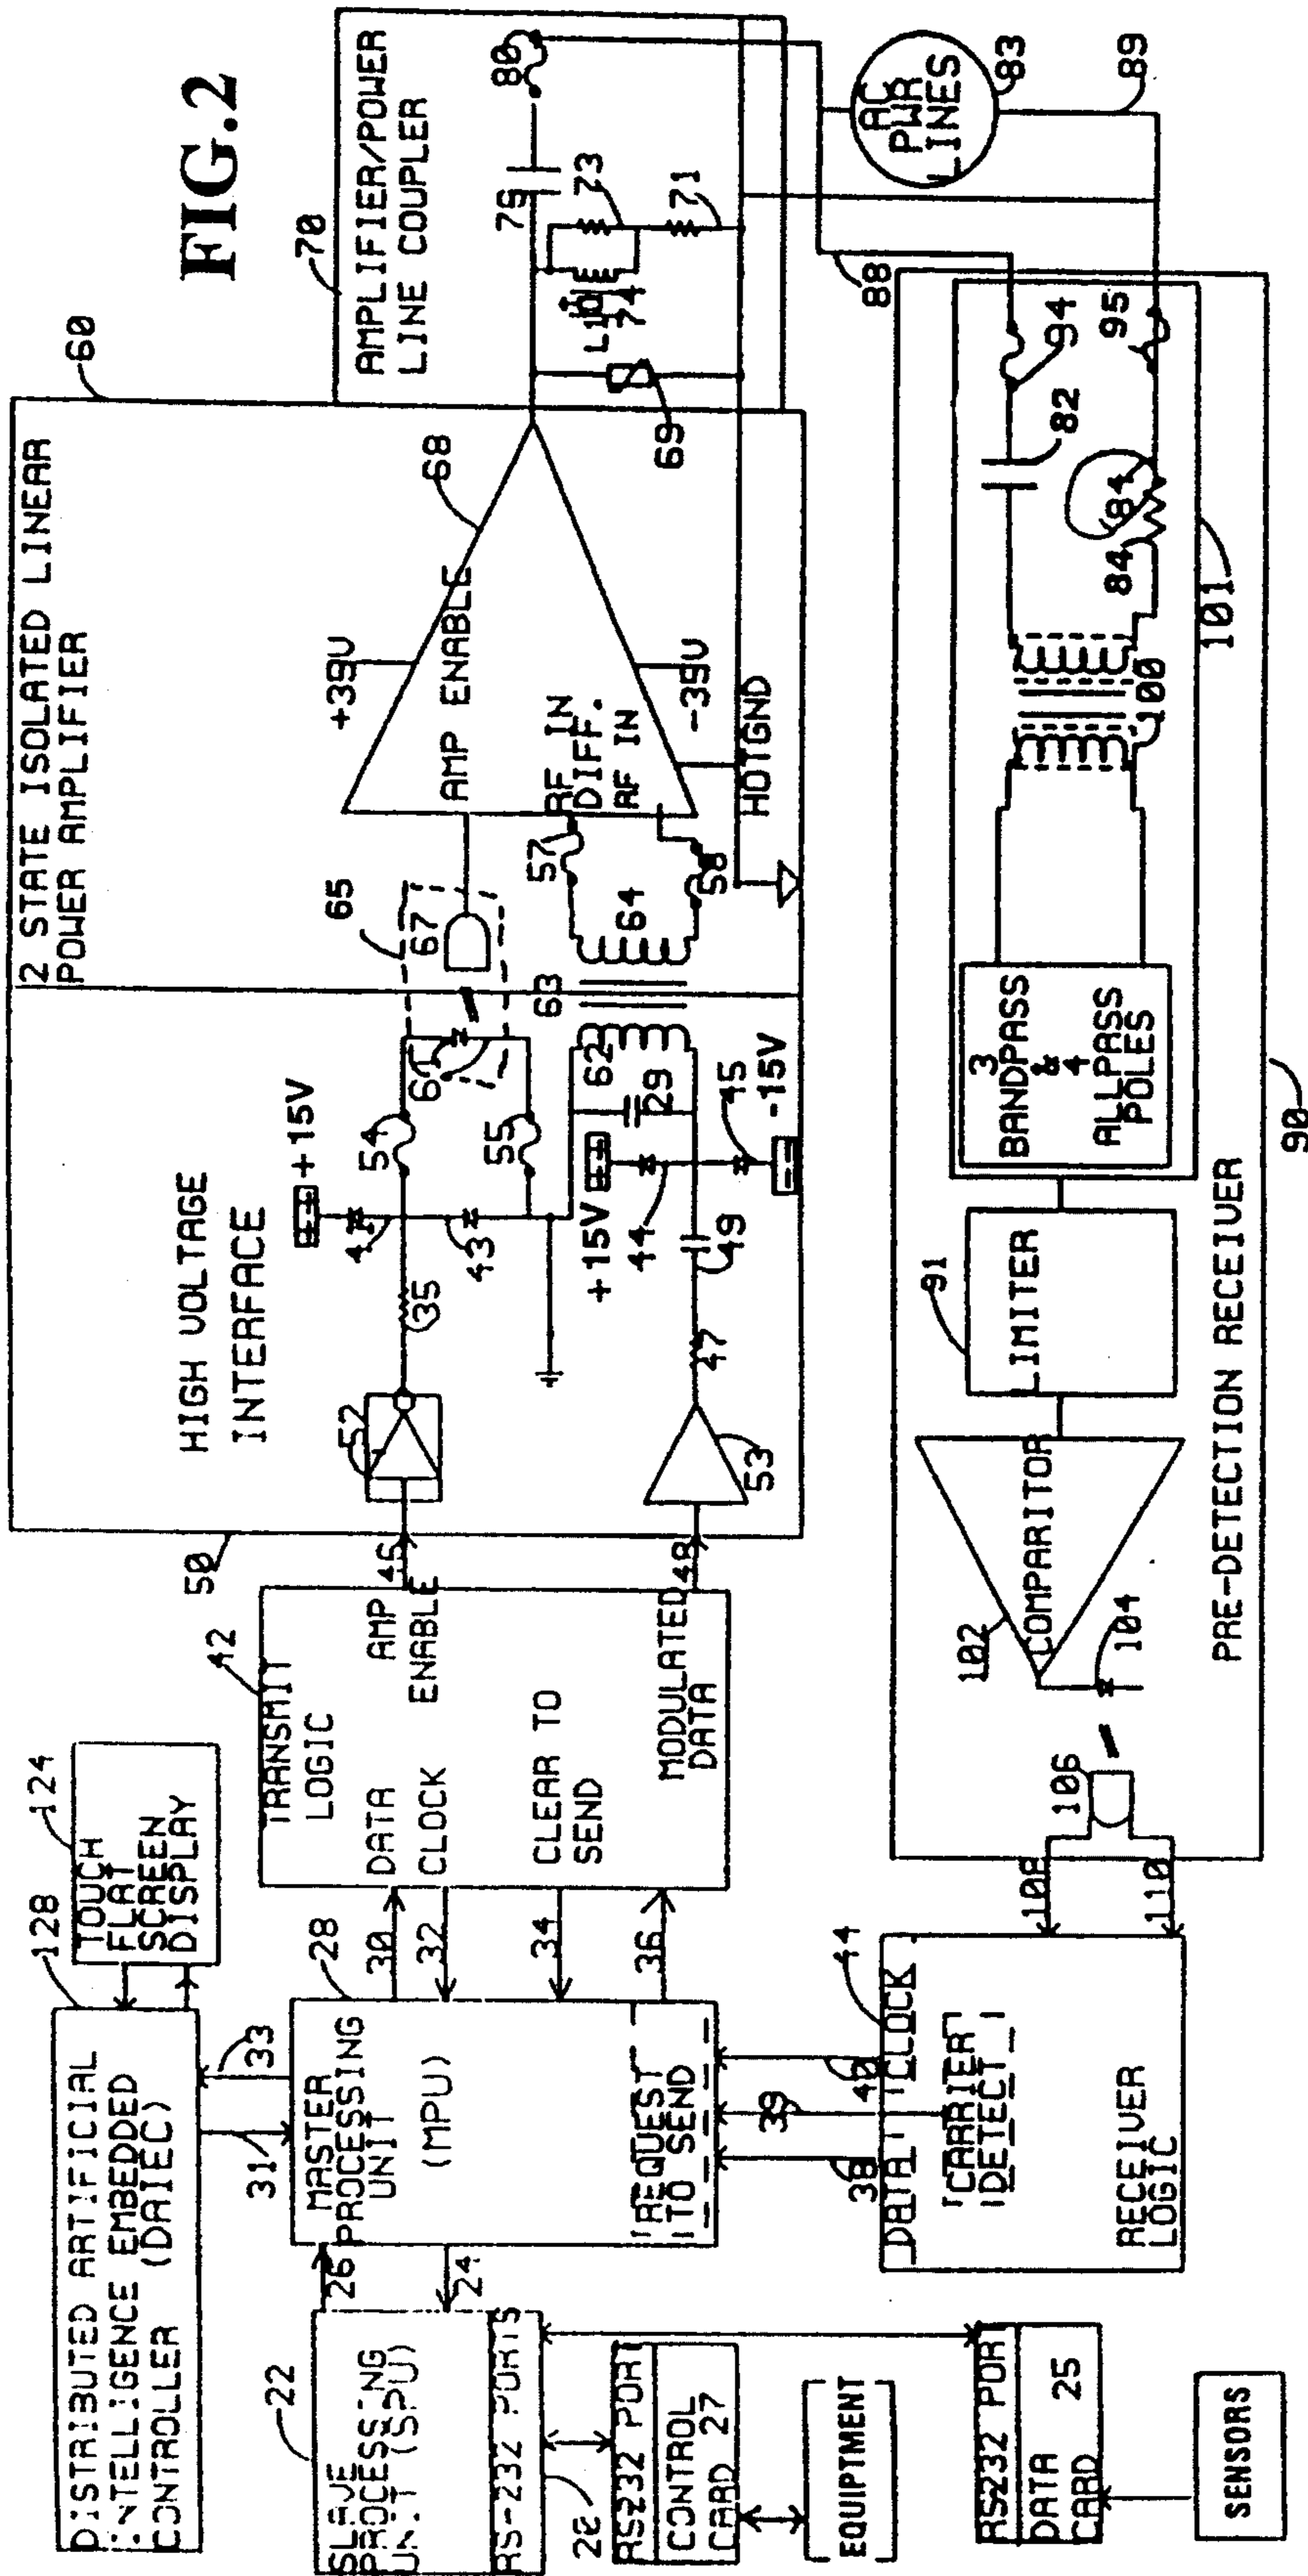 FIG.2
DISTRIBUTED ARTIFICIAL
INTELLIGENCE EMBEDDED
CONTROLLER (DAIEC)
128
TOUCH
FLAT
SCREEN
DISPLAY
124
31
33
22
SLAVE
PROCESSING
UNIT (SPU)
RS-232 PORTS
20
26
24
MASTER
PROCESSING
UNIT
(MPU)
28
REQUEST
TO SEND
30
32
34
36
TRANSMIT
LOGIC
42
DATA
CLOCK
CLEAR TO
SEND
AMP
ENABLE
MODULATED
DATA
46
48
50
HIGH VOLTAGE
INTERFACE
52
53
35
47
41
43
+15V
54
55
61
+15V
44
49
45
-15V
29
62
63
64
65
67
57
58
2 STATE ISOLATED LINEAR
POWER AMPLIFIER
60
+39V
68
AMP ENABLE
RF IN
DIFF.
RF IN
-39V
HOTGND
69
70
AMPLIFIER/POWER
LINE COUPLER
L10
74
75
73
71
80
AC
PWR
LINES
83
88
89
RS232 PORT
CONTROL
CARD 27
EQUIPTMENT
RS232 POR
DATA 25
CARD
SENSORS
38
39
40
44
DATA
CLOCK
CARRIER
DETECT
RECEIVER
LOGIC
108
110
106
104
102
COMPARITOR
91
LIMITER
3
BANDPASS
&
4
ALLPASS
POLES
100
82
84
84
94
95
101
PRE-DETECTION RECEIVER
90